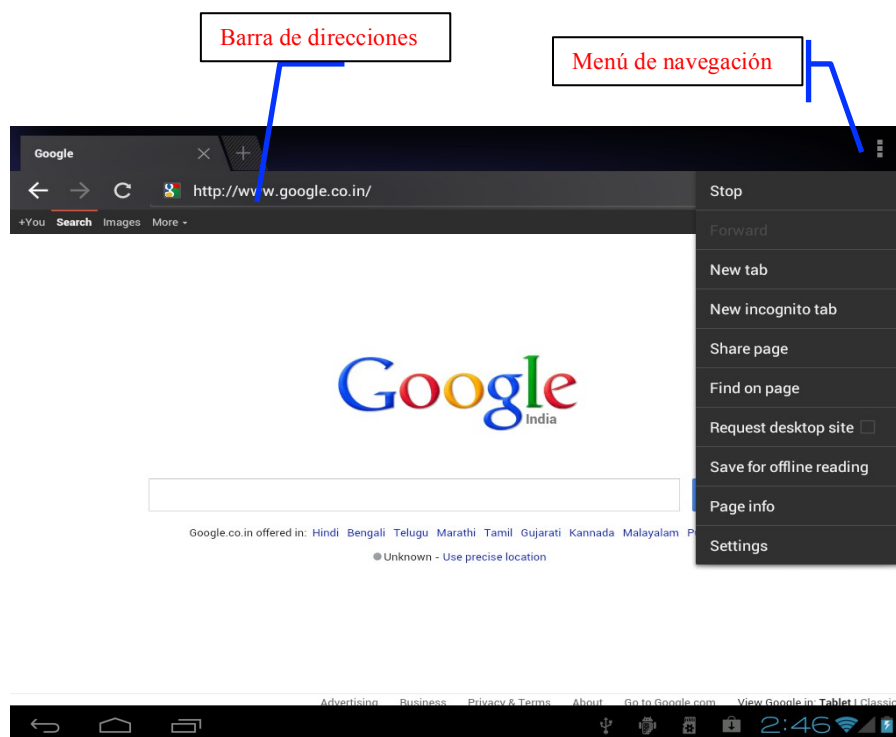 Barra de direcciones
Menú de navegación
Google
http://www.google.co.in/
+You Search Images More
Stop
Forward
New tab
New incognito tab
Share page
Find on page
Request desktop site
Save for offline reading
Page info
Settings
Google
India
Google.co.in offered in: Hindi Bengali Telugu Marathi Tamil Gujarati Kannada Malayalam
Unknown - Use precise location
Advertising Business Privacy & Terms About Go to Google.com View Google in: Tablet | Classic
2:46